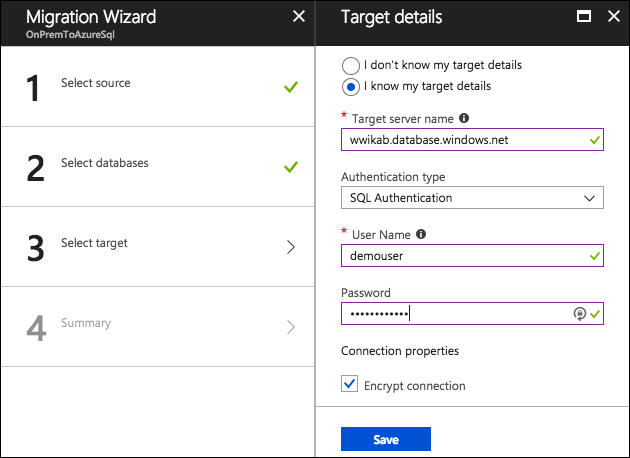 Migration Wizard
OnPremToAzureSql
1 Select source
2 Select databases
3 Select target
4 Summary
Target details
I don't know my target details
I know my target details
* Target server name
wwikab.database.windows.net
Authentication type
SQL Authentication
* User Name
demouser
Password
••••••••••••
Connection properties
Encrypt connection
Save